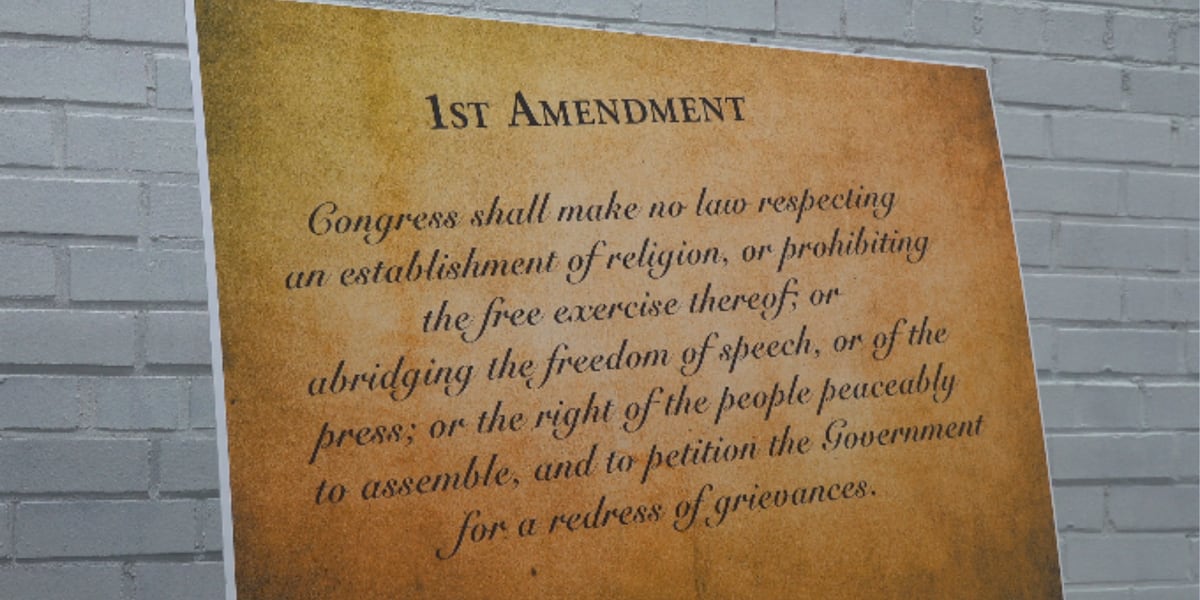 1ST AMENDMENT
Congress shall make no law respecting
an establishment of religion, or prohibiting
the free exercise thereof; or
abridging the freedom of speech, or of the
press; or the right of the people peaceably
to assemble, and to petition the Government
for a redress of grievances.